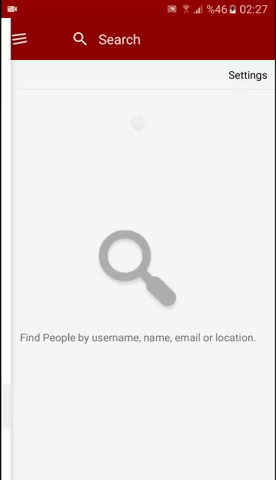 %46 02:27
Search
Settings
Find People by username, name, email or location.